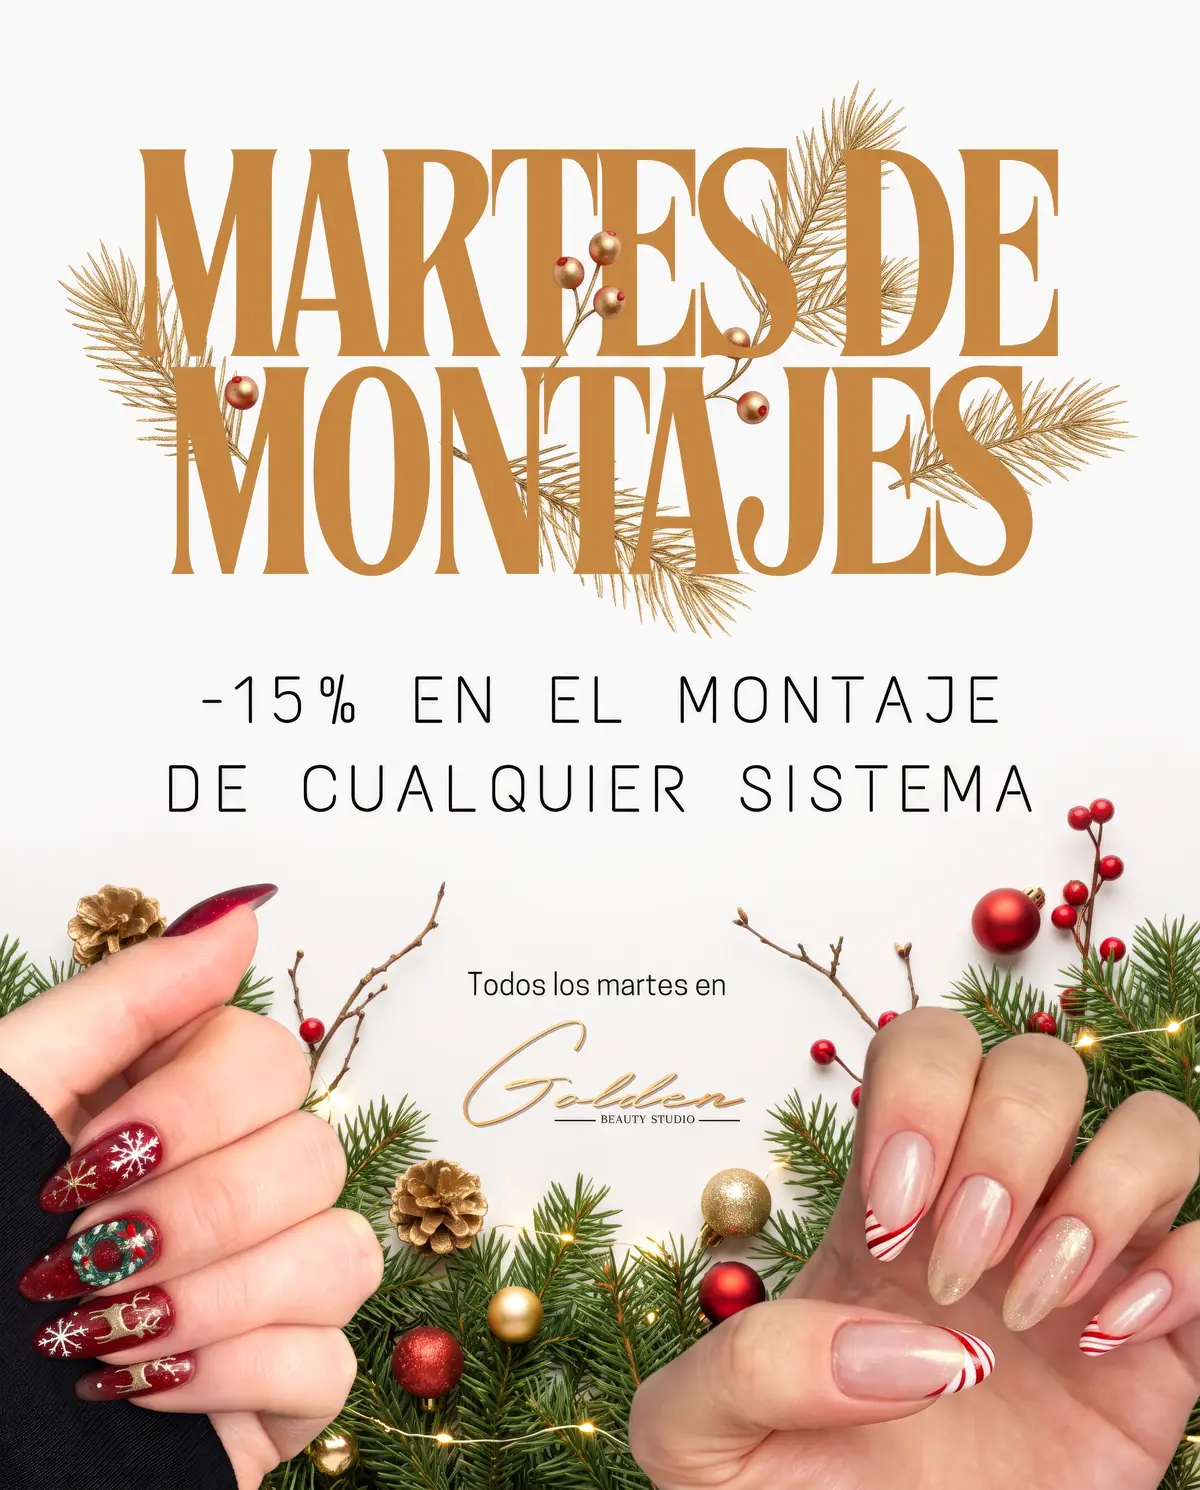 MARTES DE
MONTAJES
-15% EN EL MONTAJE
DE CUALQUIER SISTEMA
Todos los martes en
Golden
BEAUTY STUDIO